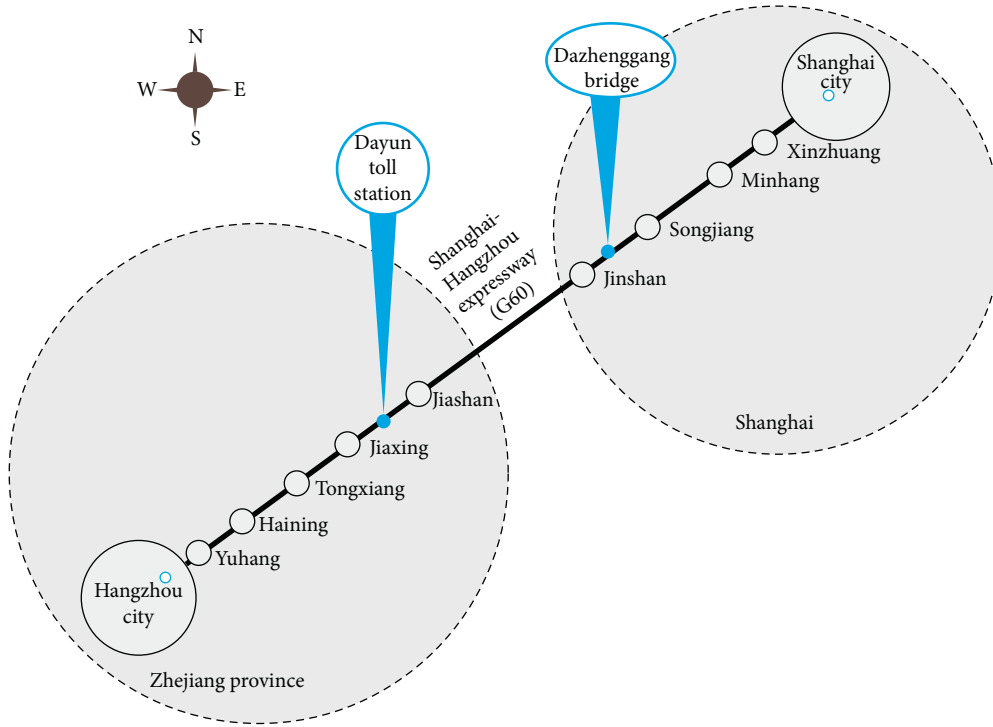 N
W
E
S
Dazhenggang
bridge
Shanghai
city
Dayun
toll
station
Xinzhuang
Minhang
Songjiang
Shanghai-
Hangzhou
expressway
(G60)
Jinshan
Jiashan
Shanghai
Jiaxing
Tongxiang
Haining
Yuhang
Hangzhou
city
Zhejiang province